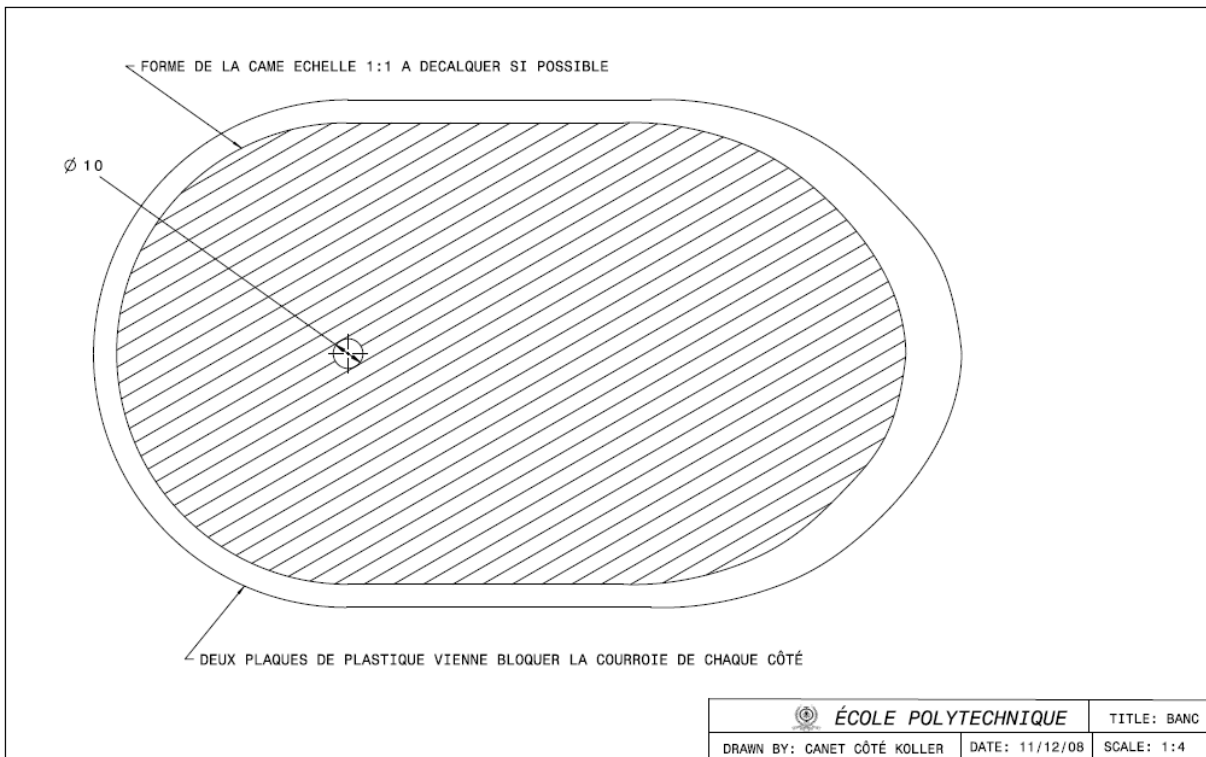 FORME DE LA CAME ECHELLE 1:1 A DECALQUER SI POSSIBLE
Ø 10
DEUX PLAQUES DE PLASTIQUE VIENNE BLOQUER LA COURROIE DE CHAQUE CÔTÉ
ÉCOLE POLYTECHNIQUE
TITLE: BANC
DRAWN BY: CANET CÔTÉ KOLLER
DATE: 11/12/08
SCALE: 1:4